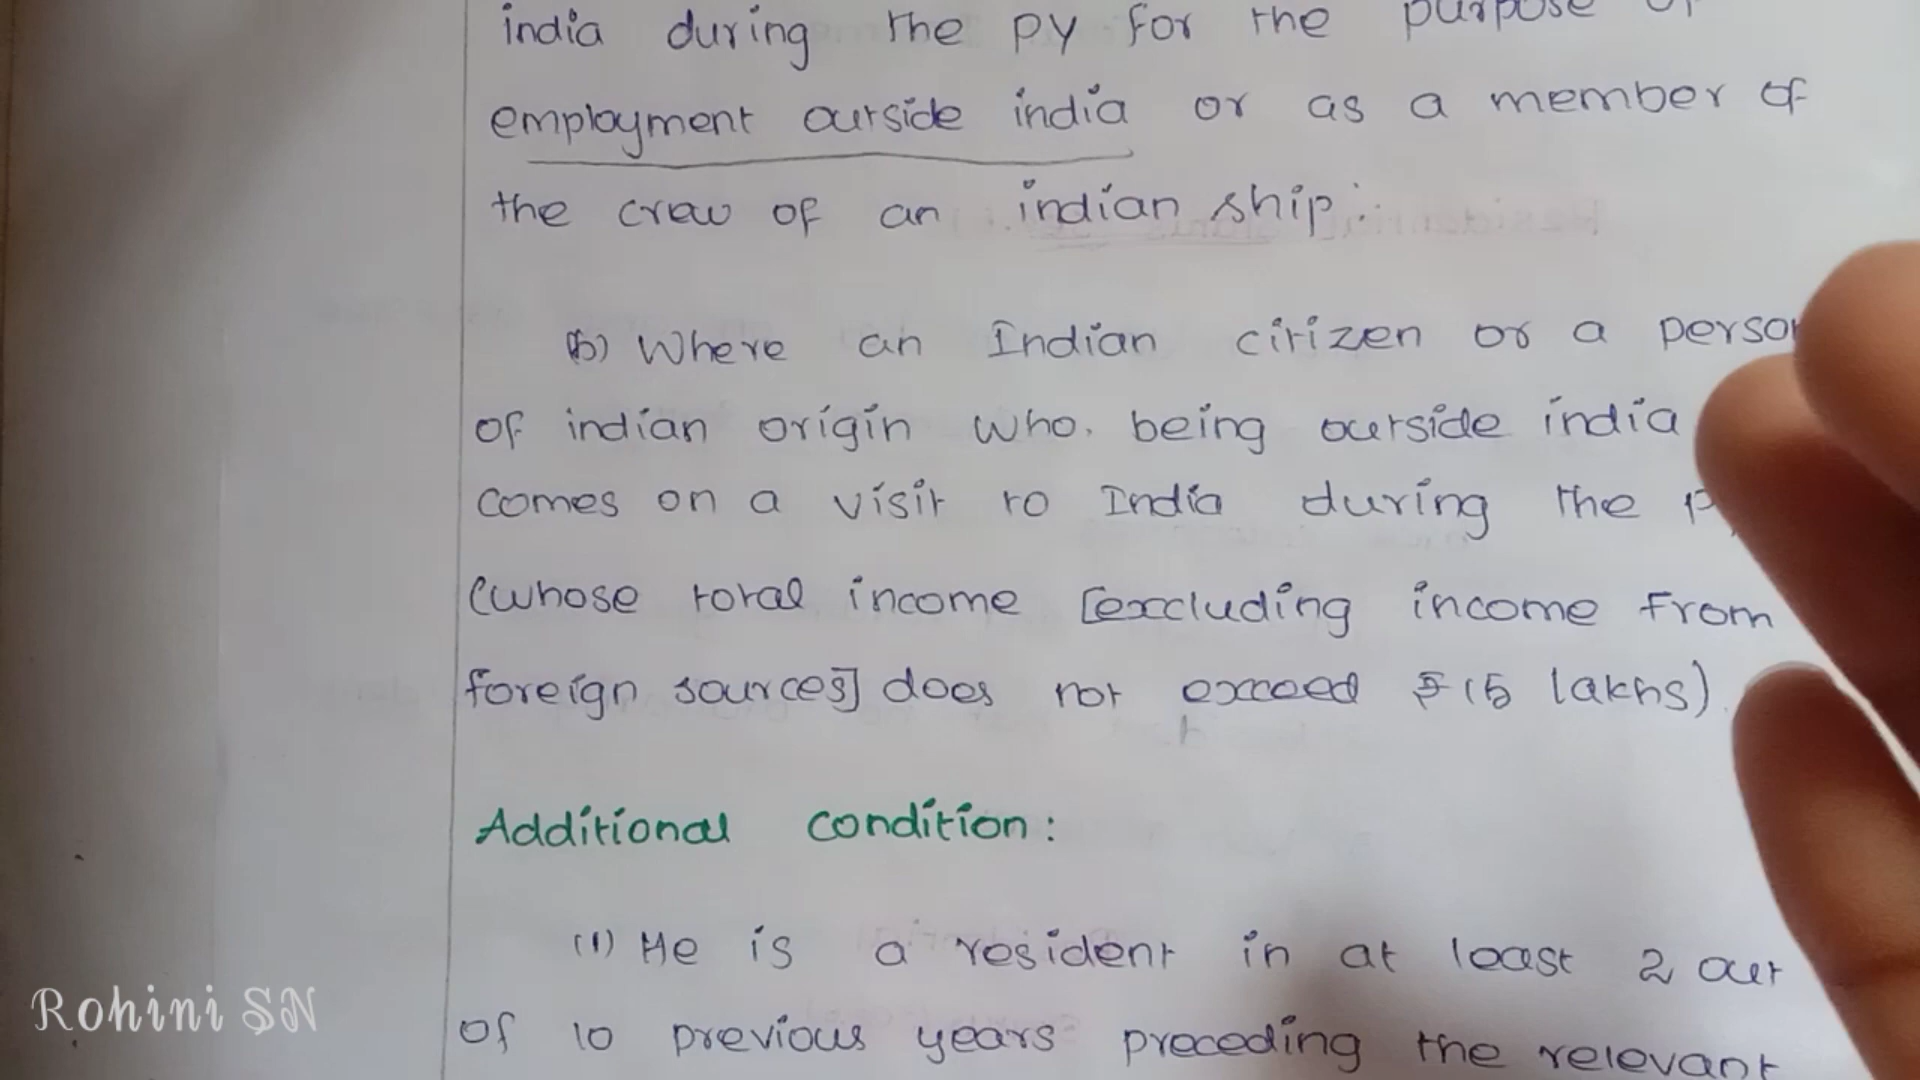 india during the PY for the purpose of
employment outside india or as a member of
the crew of an indian ship.
(b) Where an Indian citizen or a person
of indian origin who. being outside india
comes on a visit to India during the
(whose total income [excluding income from
foreign sources] does not exceed ₹ 15 lakhs)
Additional condition:
(1) He is a resident in at least 2 out
of 10 previous years preceding the relevant
Rohini SN